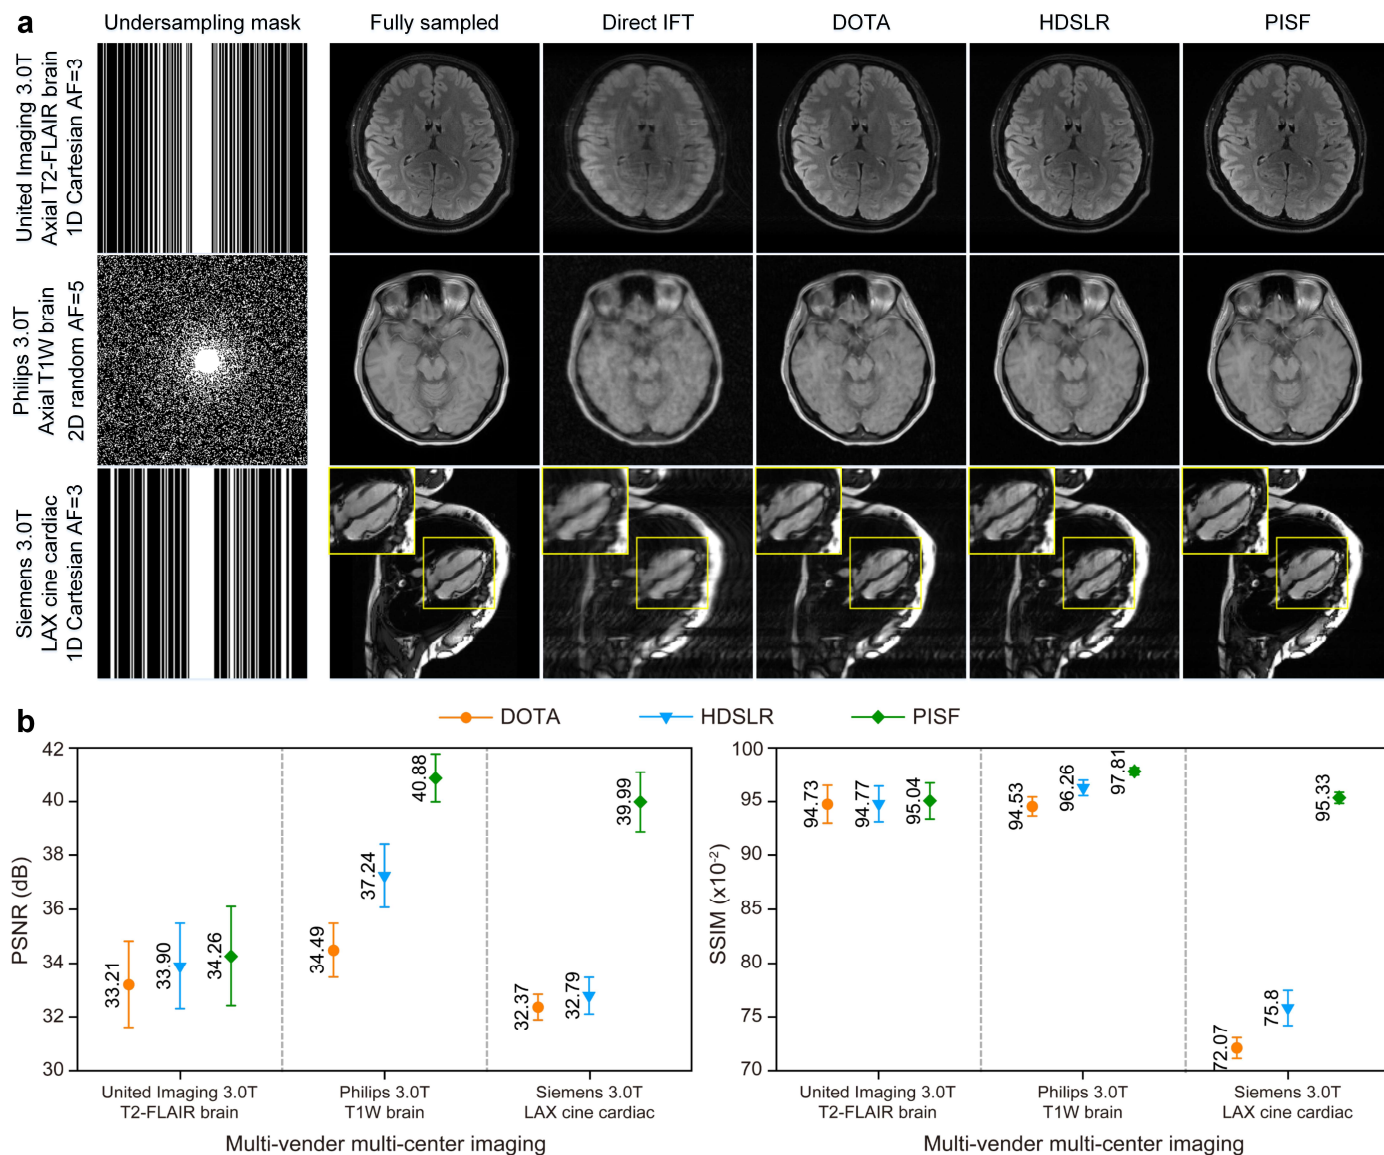 a
Undersampling mask
Fully sampled
Direct IFT
DOTA
HDSLR
PISF
United Imaging 3.0T
Axial T2-FLAIR brain
1D Cartesian AF=3
Philips 3.0T
Axial T1W brain
2D random AF=5
Siemens 3.0T
LAX cine cardiac
1D Cartesian AF=3
b
DOTA
HDSLR
PISF
PSNR (dB)
42
40
38
36
34
32
30
33.21
33.90
34.26
34.49
37.24
40.88
32.37
32.79
39.99
United Imaging 3.0T
T2-FLAIR brain
Philips 3.0T
T1W brain
Siemens 3.0T
LAX cine cardiac
Multi-vender multi-center imaging
SSIM (x10⁻²)
100
95
90
85
80
75
70
94.73
94.77
95.04
94.53
96.26
97.81
72.07
75.8
95.33
United Imaging 3.0T
T2-FLAIR brain
Philips 3.0T
T1W brain
Siemens 3.0T
LAX cine cardiac
Multi-vender multi-center imaging